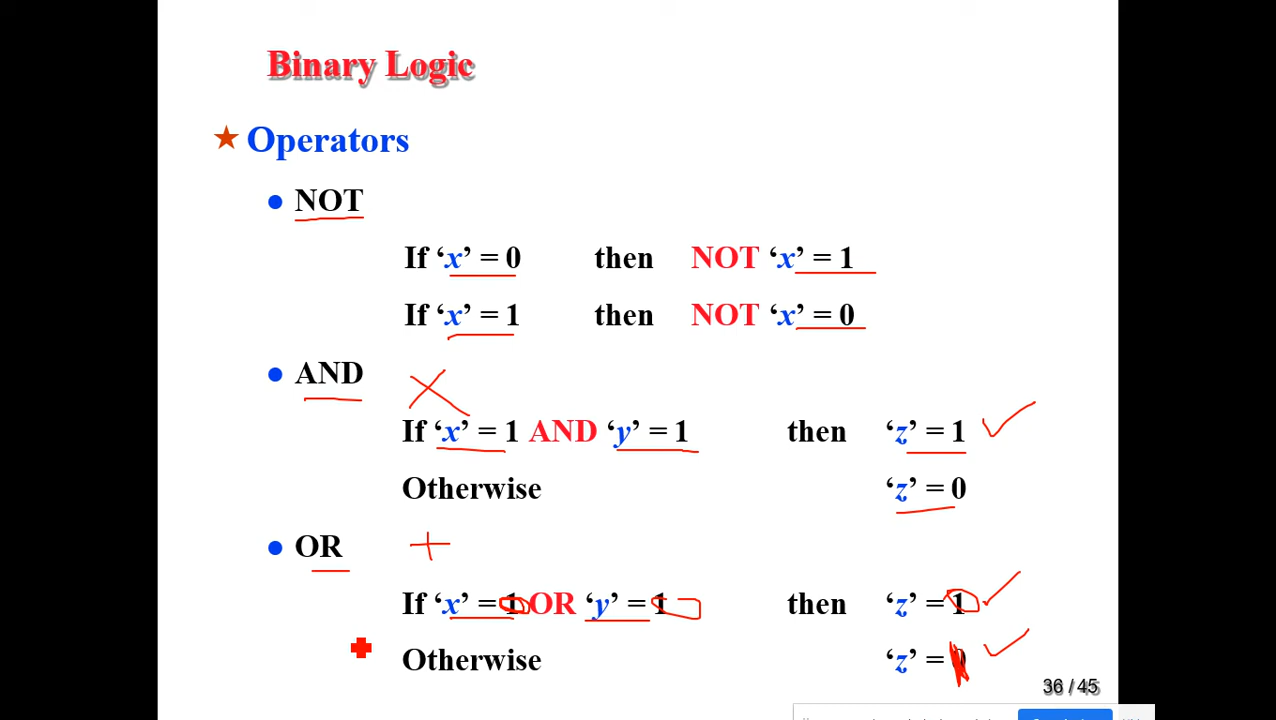 Binary Logic
★ Operators
● NOT
If ‘x’ = 0 then NOT ‘x’ = 1
If ‘x’ = 1 then NOT ‘x’ = 0
● AND
If ‘x’ = 1 AND ‘y’ = 1 then ‘z’ = 1
Otherwise ‘z’ = 0
● OR +
If ‘x’ = 1 OR ‘y’ = 1 then ‘z’ = 1
Otherwise ‘z’ = 0
36 / 45